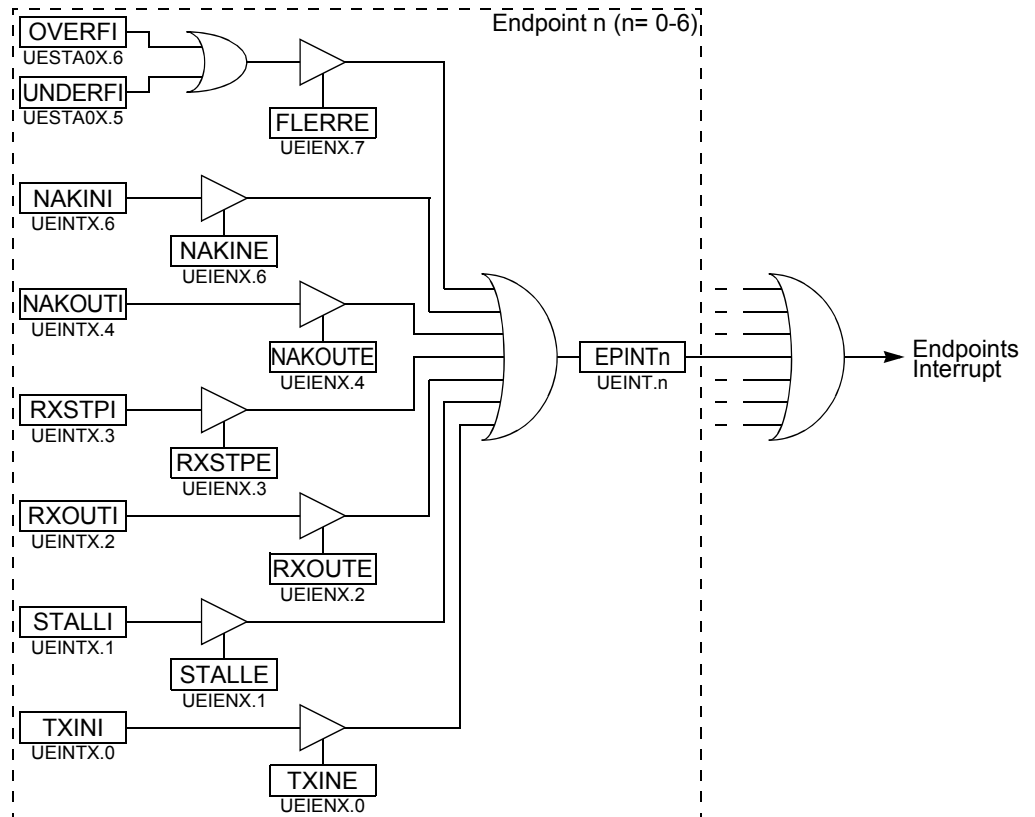 Endpoint n (n= 0-6)
OVERFI
UESTA0X.6
UNDERFI
UESTA0X.5
FLERRE
UEIENX.7
NAKINI
UEINTX.6
NAKINE
UEIENX.6
NAKOUTI
UEINTX.4
NAKOUTE
UEIENX.4
EPINTn
UEINT.n
Endpoints
Interrupt
RXSTPI
UEINTX.3
RXSTPE
UEIENX.3
RXOUTI
UEINTX.2
RXOUTE
UEIENX.2
STALLI
UEINTX.1
STALLE
UEIENX.1
TXINI
UEINTX.0
TXINE
UEIENX.0